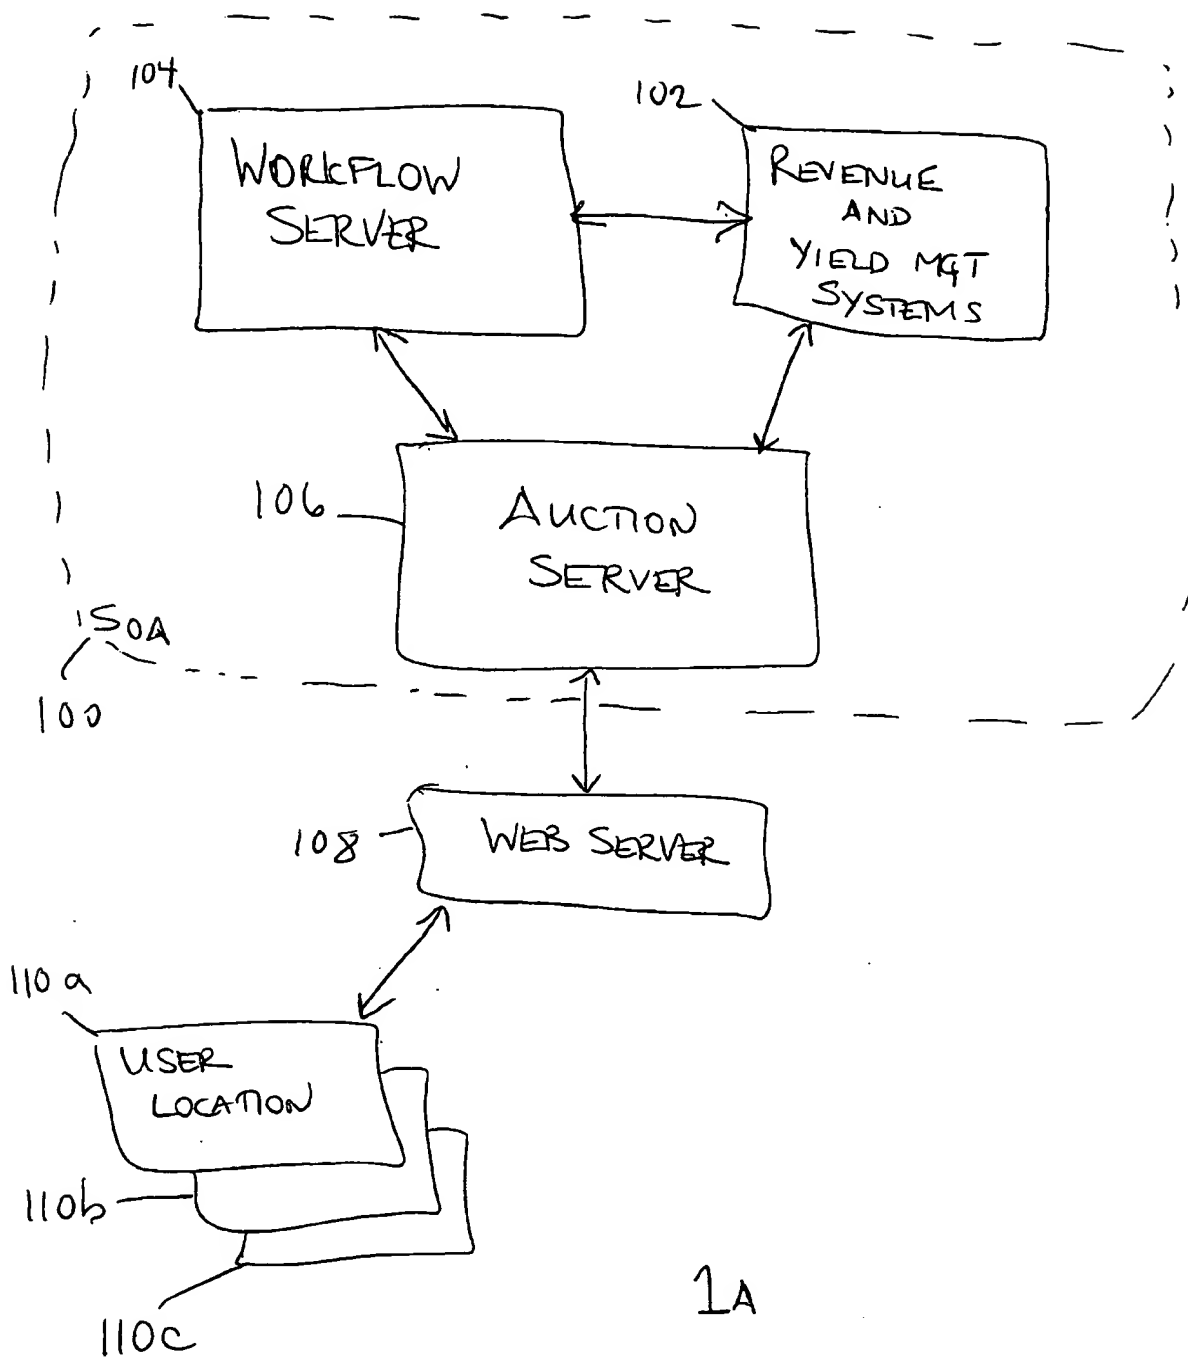 104
WORKFLOW
SERVER
102
REVENUE
AND
YIELD MGT
SYSTEMS
106
AUCTION
SERVER
SOA
100
108
WEB SERVER
110a
USER
LOCATION
110b
110c
1A